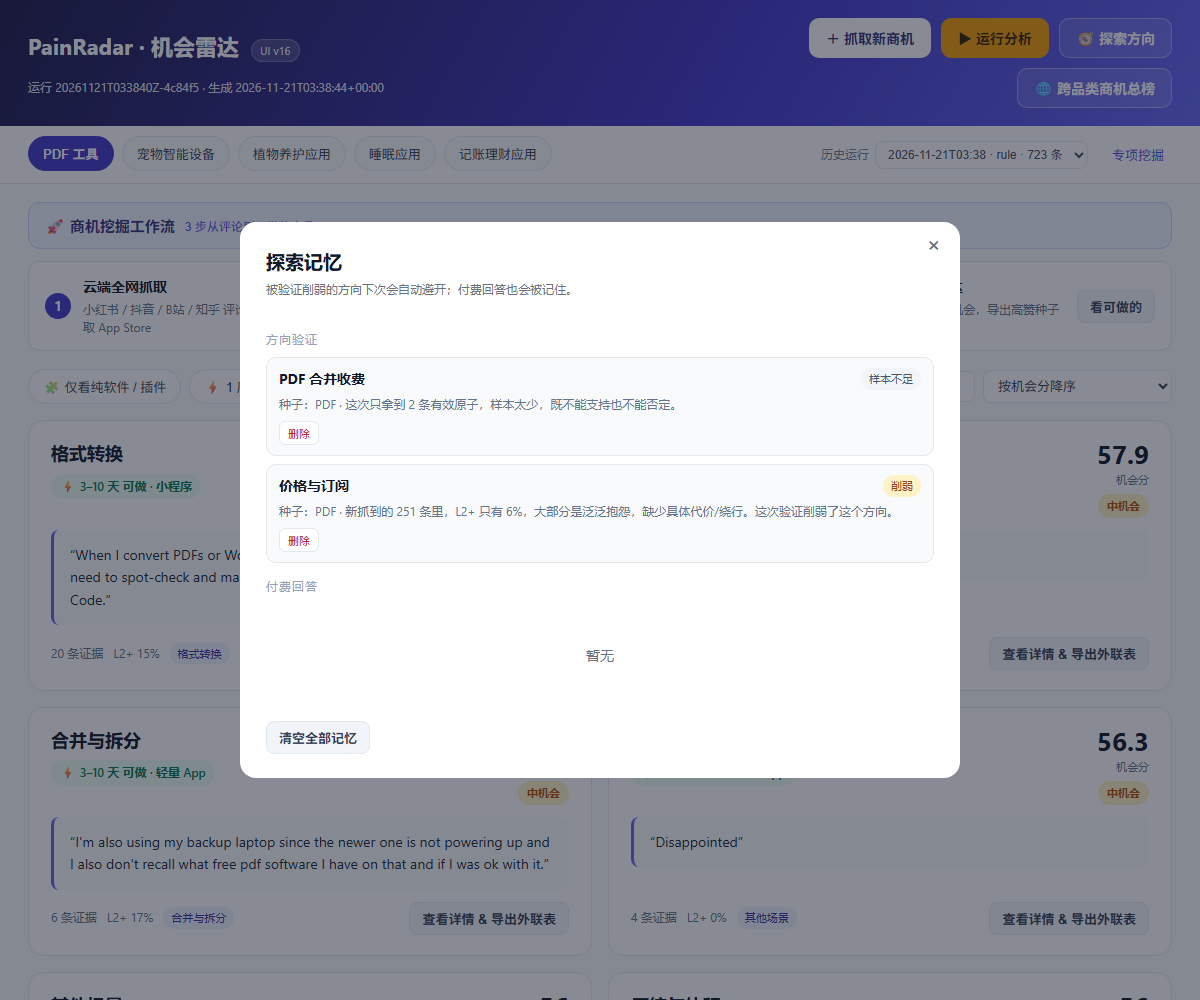 PainRadar · 机会雷达 UI v16
+ 抓取新商机
▶ 运行分析
🧭 探索方向
运行 20261121T033840Z-4c84f5 · 生成 2026-11-21T03:38:44+00:00
🌐 跨品类商机总榜
PDF 工具
宠物智能设备
植物养护应用
睡眠应用
记账理财应用
历史运行
2026-11-21T03:38 · rule · 723 条
专项挖掘
🚀 商机挖掘工作流 3 步从评论
1
云端全网抓取
小红书 / 抖音 / B站 / 知乎 评论
取 App Store
会，导出高赞种子
看可做的
🧩 仅看纯软件 / 插件
⚡ 1
按机会分降序
探索记忆
×
被验证削弱的方向下次会自动避开；付费回答也会被记住。
方向验证
PDF 合并收费
样本不足
种子：PDF · 这次只拿到 2 条有效原子，样本太少，既不能支持也不能否定。
删除
价格与订阅
削弱
种子：PDF · 新抓到的 251 条里，L2+ 只有 6%，大部分是泛泛抱怨，缺少具体代价/绕行。这次验证削弱了这个方向。
删除
付费回答
暂无
清空全部记忆
格式转换
⚡ 3–10 天 可做 · 小程序
“When I convert PDFs or
need to spot-check and
Code.”
20 条证据 L2+ 15% 格式转换
57.9
机会分
中机会
查看详情 & 导出外联表
合并与拆分
⚡ 3–10 天 可做 · 轻量 App
中机会
“I'm also using my backup laptop since the newer one is not powering up and
I also don't recall what free pdf software I have on that and if I was ok with it.”
6 条证据 L2+ 17% 合并与拆分
查看详情 & 导出外联表
56.3
机会分
中机会
“Disappointed”
4 条证据 L2+ 0% 其他场景
查看详情 & 导出外联表